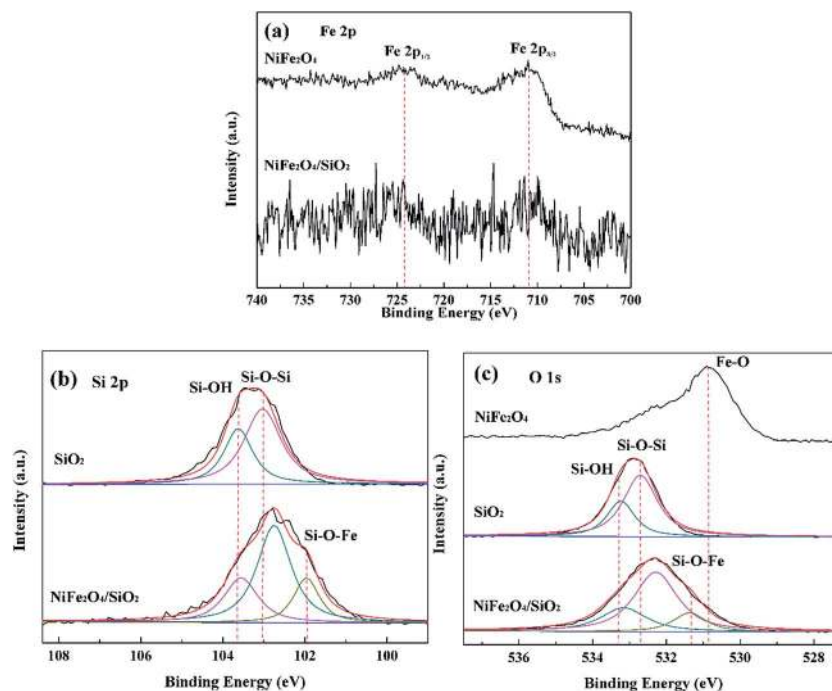 (a) Fe 2p
NiFe₂O₄
Fe 2p₁/₂
Fe 2p₃/₂
NiFe₂O₄/SiO₂
Intensity (a.u.)
740 735 730 725 720 715 710 705 700
Binding Energy (eV)
(b) Si 2p
Si-OH
Si-O-Si
SiO₂
Si-O-Fe
NiFe₂O₄/SiO₂
Intensity (a.u.)
108 106 104 102 100
Binding Energy (eV)
(c) O 1s
Fe-O
NiFe₂O₄
Si-O-Si
Si-OH
SiO₂
Si-O-Fe
NiFe₂O₄/SiO₂
Intensity (a.u.)
536 534 532 530 528
Binding Energy (eV)